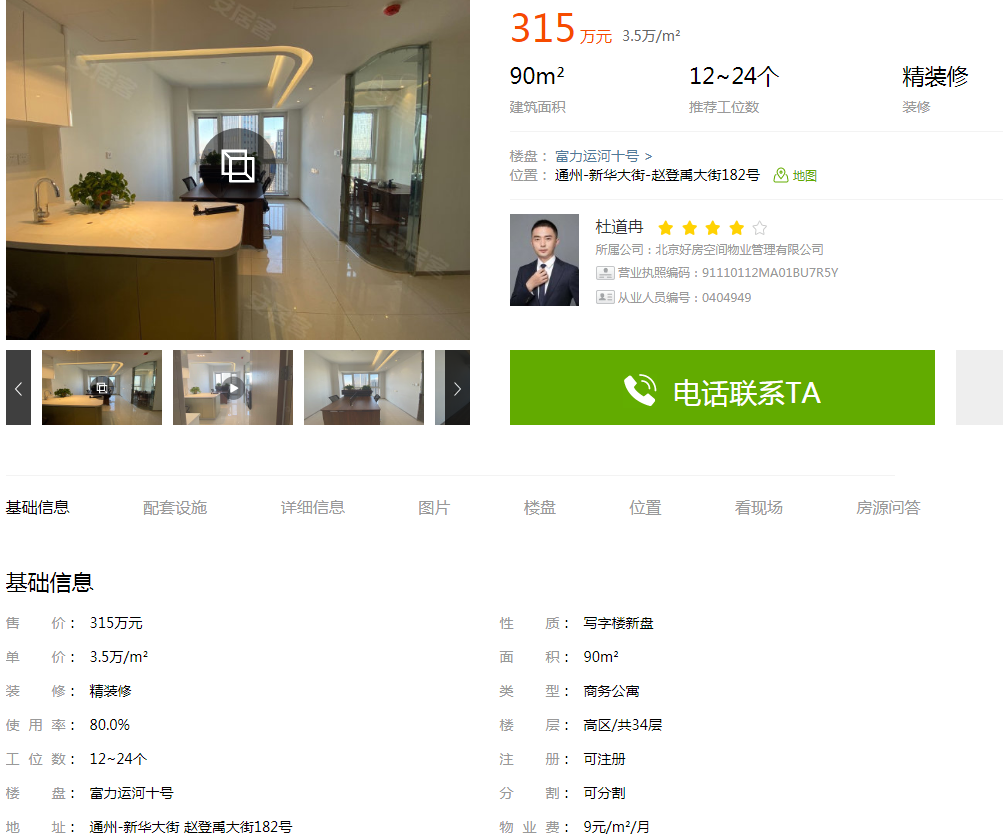 安居客
315 万元 3.5万/m²
90m² 12~24个 精装修
建筑面积 推荐工位数 装修
楼盘： 富力运河十号 >
位置： 通州-新华大街-赵登禹大街182号 地图
杜道冉
所属公司：北京好房空间物业管理有限公司
营业执照编码：91110112MA01BU7R5Y
从业人员编号：0404949
电话联系TA
基础信息 配套设施 详细信息 图片 楼盘 位置 看现场 房源问答
基础信息
售 价： 315万元 性 质： 写字楼新盘
单 价： 3.5万/m² 面 积： 90m²
装 修： 精装修 类 型： 商务公寓
使 用 率： 80.0% 楼 层： 高区/共34层
工 位 数： 12~24个 注 册： 可注册
楼 盘： 富力运河十号 分 割： 可分割
地 址： 通州-新华大街 赵登禹大街182号 物 业 费： 9元/m²/月